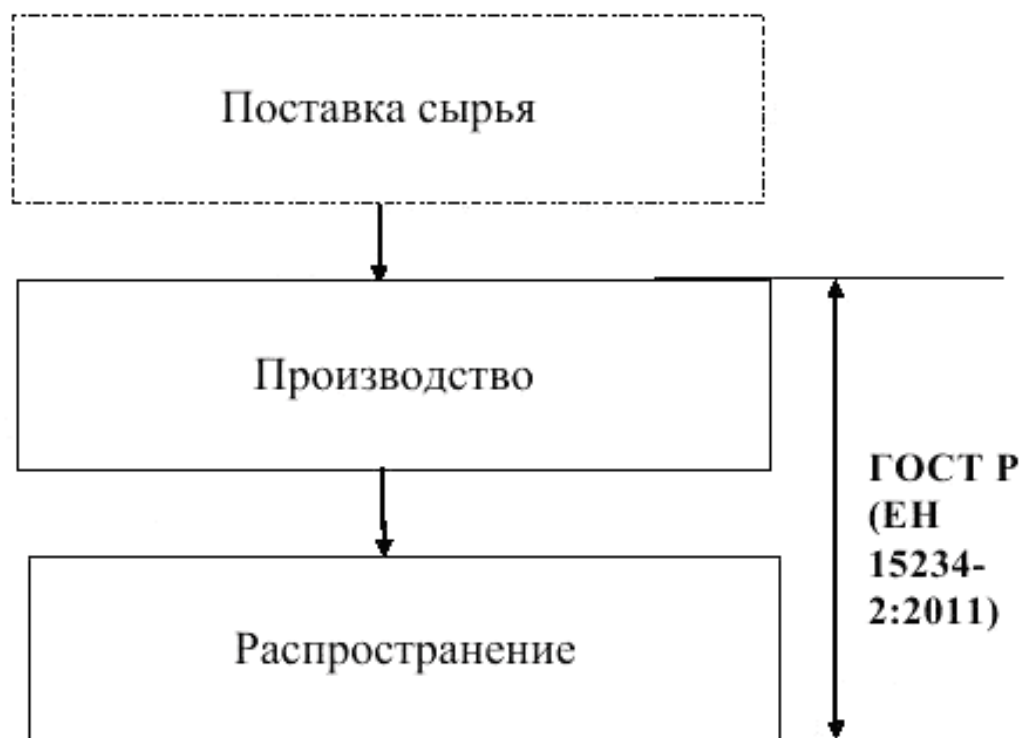 Поставка сырья
Производство
ГОСТ Р
(ЕН
15234-
2:2011)
Распространение